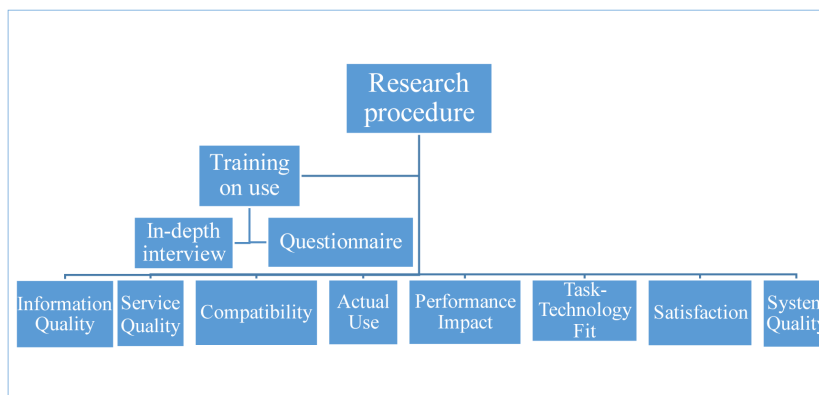 Research
procedure
Training
on use
In-depth
interview
Questionnaire
Information
Quality
Service
Quality
Compatibility
Actual
Use
Performance
Impact
Task-
Technology
Fit
Satisfaction
System
Quality